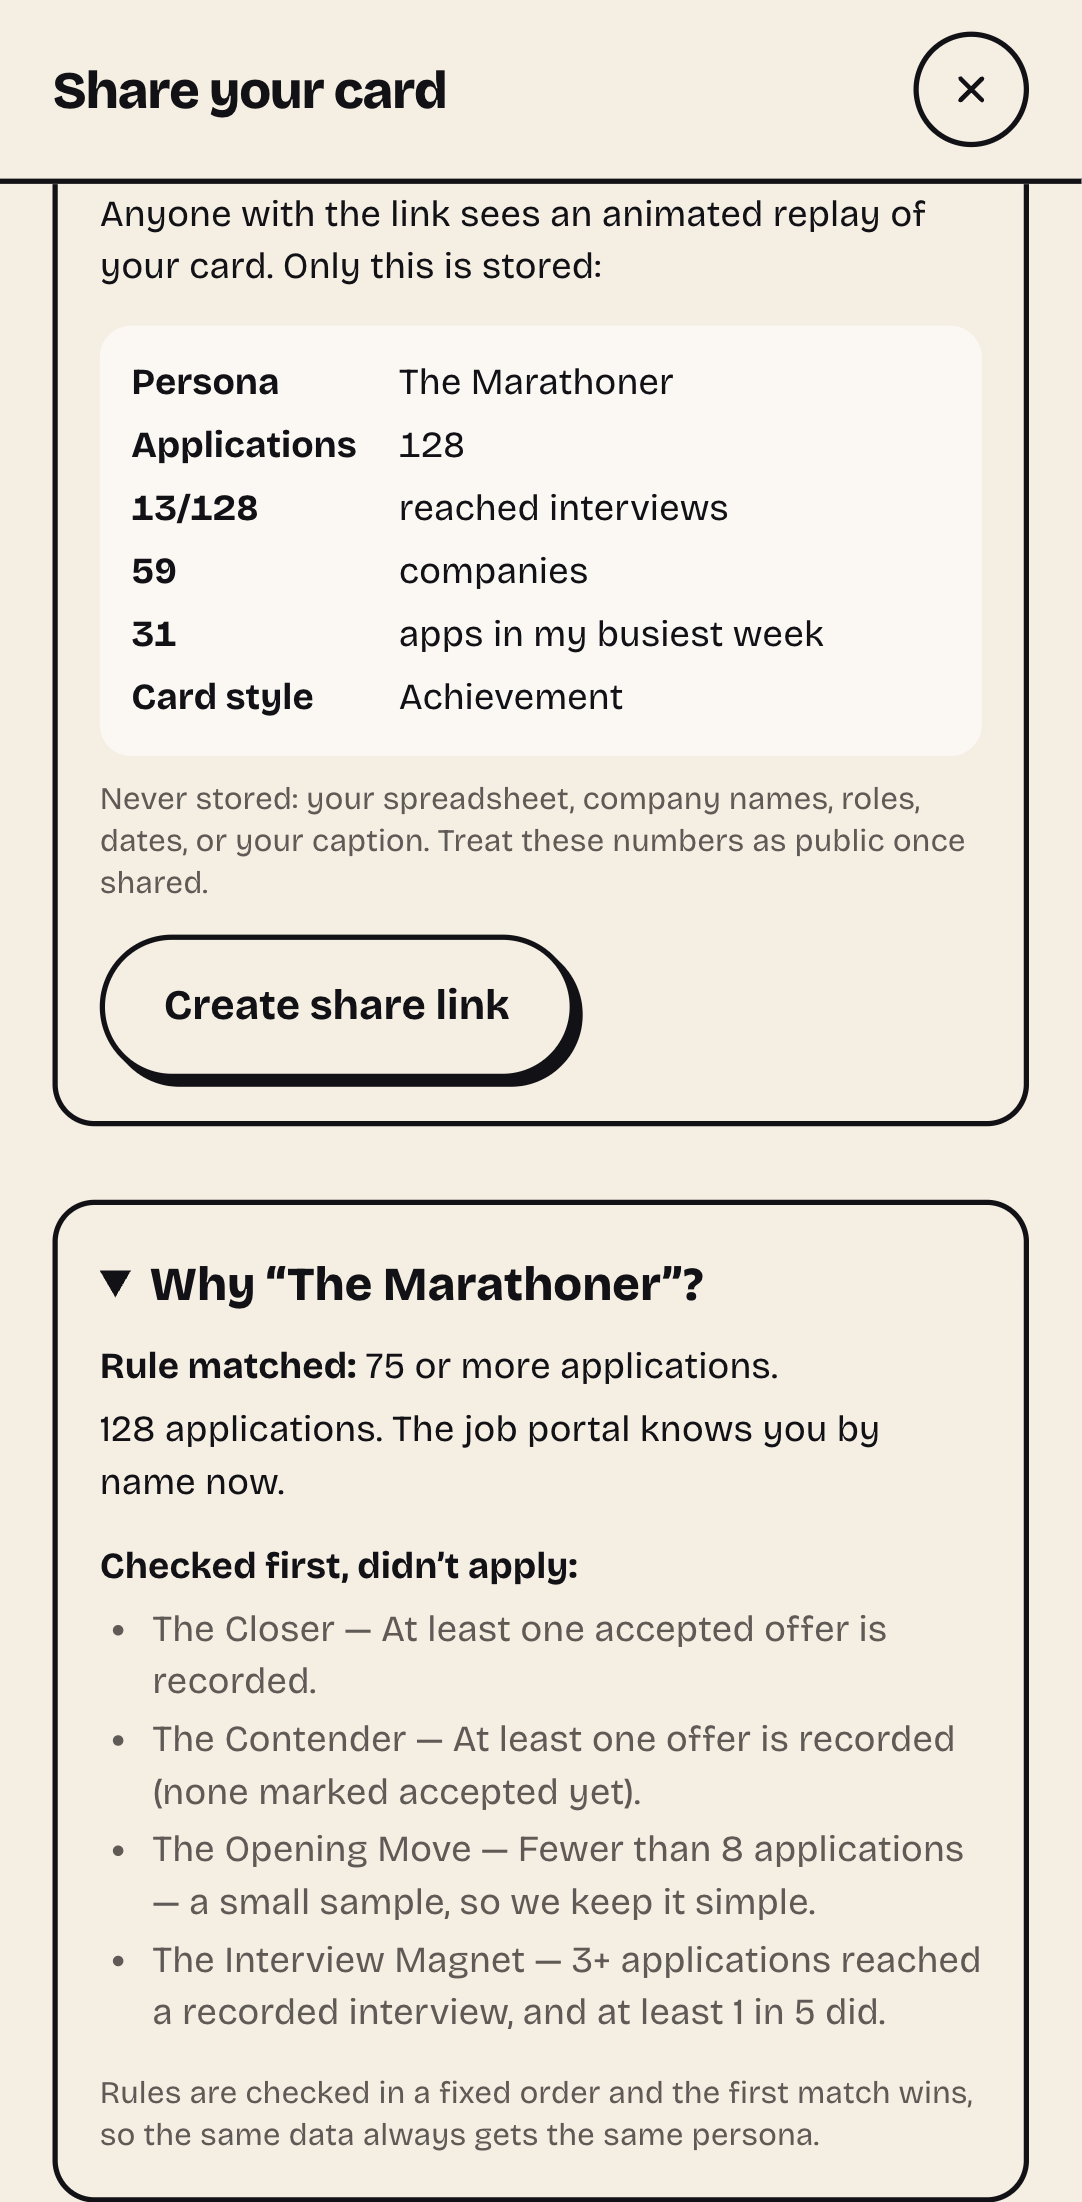 Share your card
Anyone with the link sees an animated replay of
your card. Only this is stored:
Persona The Marathoner
Applications 128
13/128 reached interviews
59 companies
31 apps in my busiest week
Card style Achievement
Never stored: your spreadsheet, company names, roles,
dates, or your caption. Treat these numbers as public once
shared.
Create share link
▼ Why “The Marathoner”?
Rule matched: 75 or more applications.
128 applications. The job portal knows you by
name now.
Checked first, didn’t apply:
• The Closer — At least one accepted offer is
recorded.
• The Contender — At least one offer is recorded
(none marked accepted yet).
• The Opening Move — Fewer than 8 applications
— a small sample, so we keep it simple.
• The Interview Magnet — 3+ applications reached
a recorded interview, and at least 1 in 5 did.
Rules are checked in a fixed order and the first match wins,
so the same data always gets the same persona.